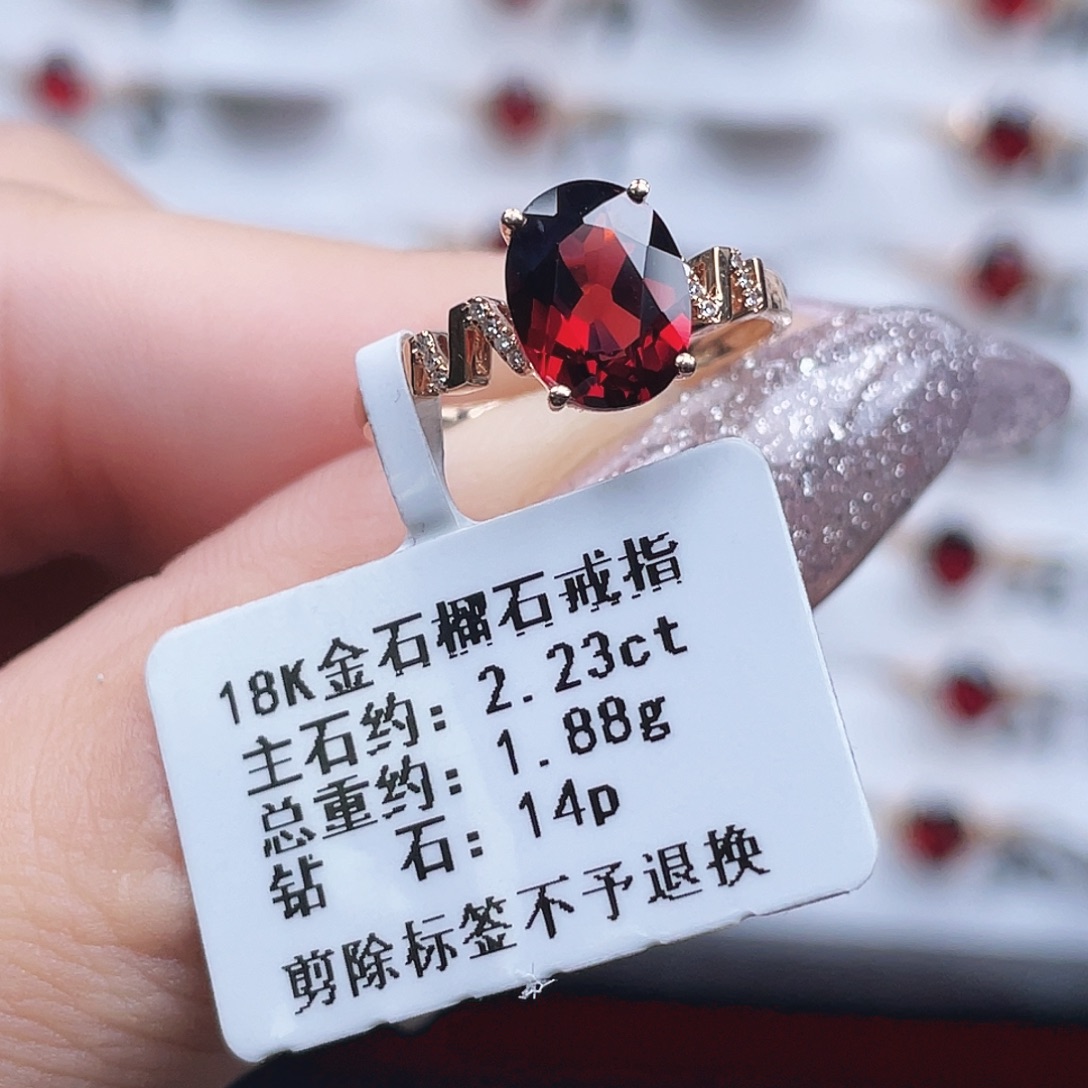 18K金石榴石戒指
主石约：2.23ct
总重约：1.88g
钻 石：14p
剪除标签不予退换